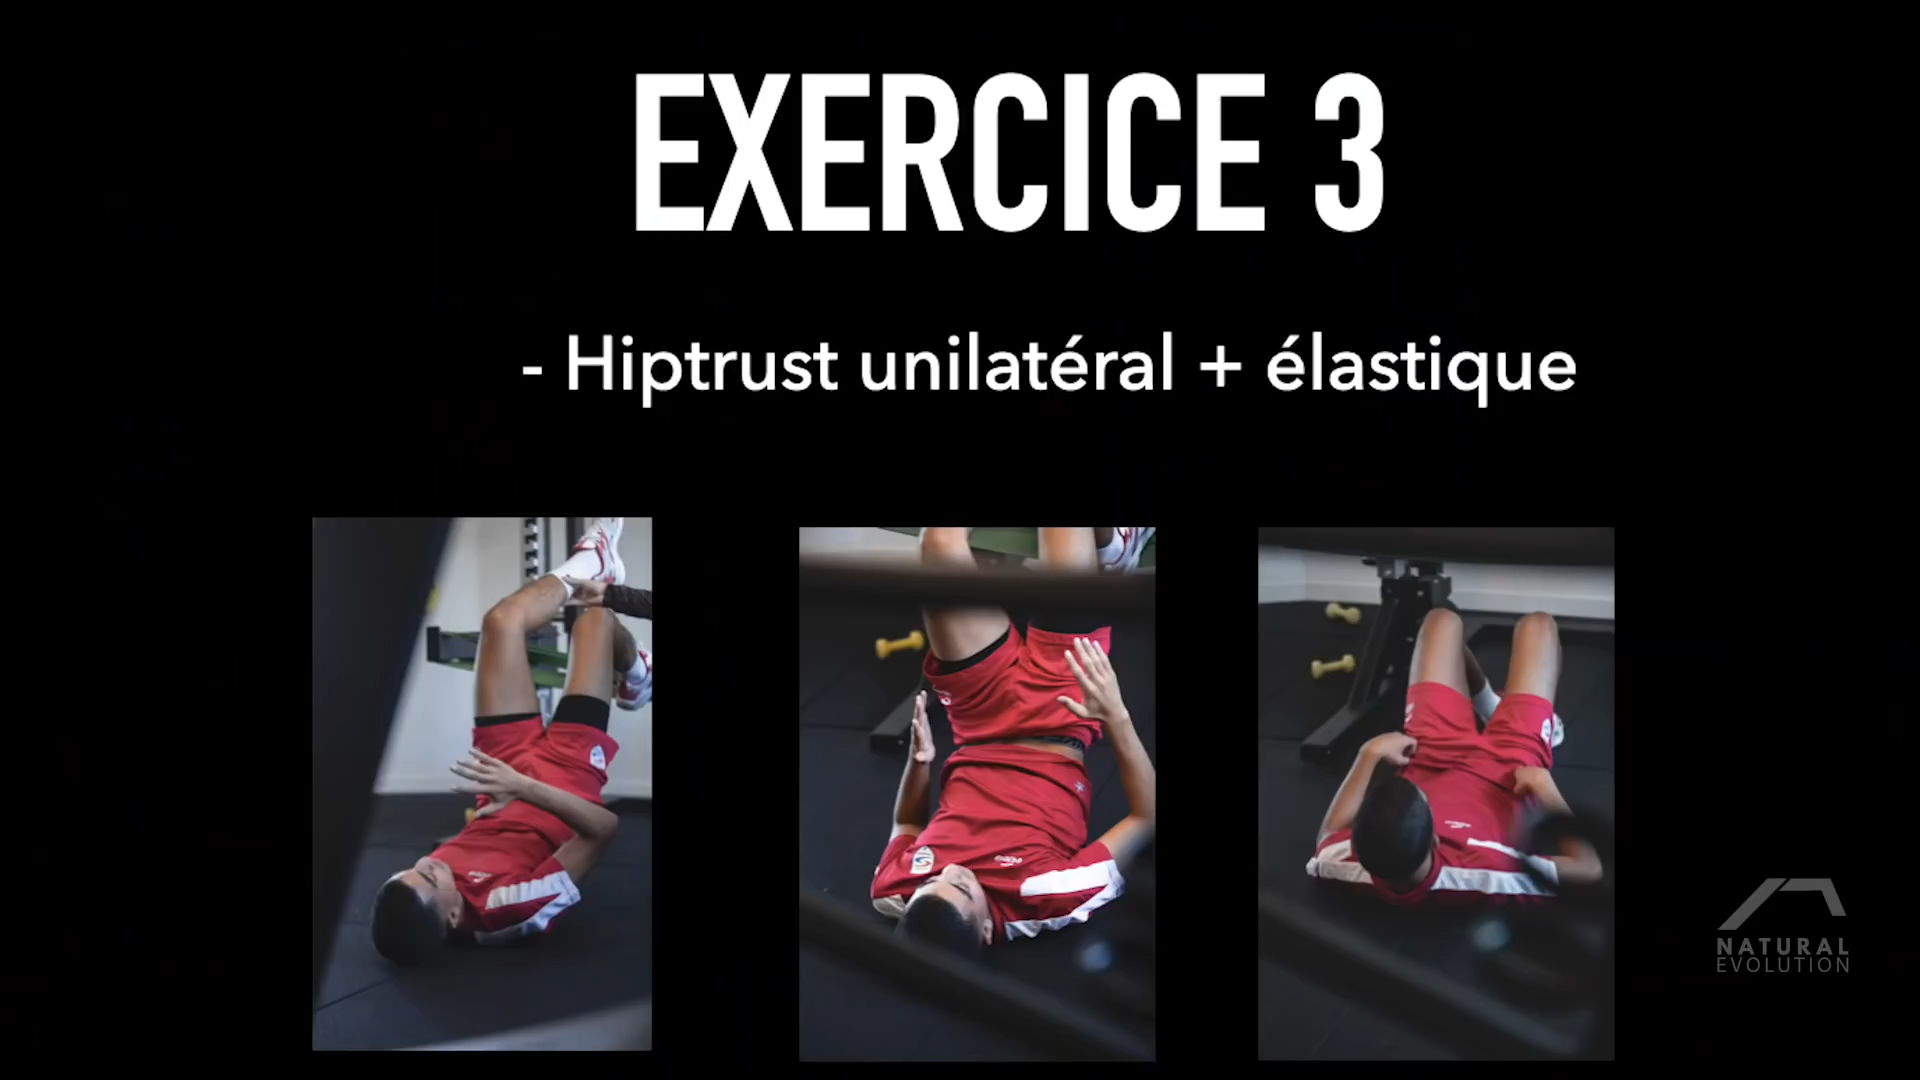 EXERCICE 3
- Hiptrust unilatéral + élastique
NATURAL
EVOLUTION